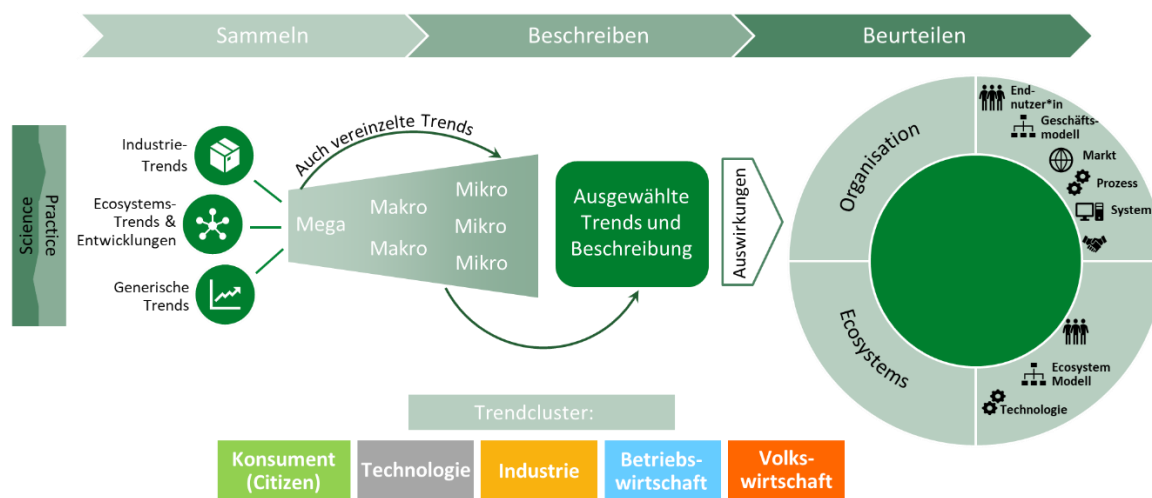 Sammeln
Beschreiben
Beurteilen
Science
Practice
Industrie-
Trends
Ecosystems-
Trends &
Entwicklungen
Generische
Trends
Auch vereinzelte Trends
Mega
Makro
Makro
Mikro
Mikro
Mikro
Ausgewählte
Trends und
Beschreibung
Auswirkungen
Organisation
Ecosystems
End-
nutzer*in
Geschäfts-
modell
Markt
Prozess
System
Ecosystem
Modell
Technologie
Trendcluster:
Konsument
(Citizen)
Technologie
Industrie
Betriebs-
wirtschaft
Volks-
wirtschaft